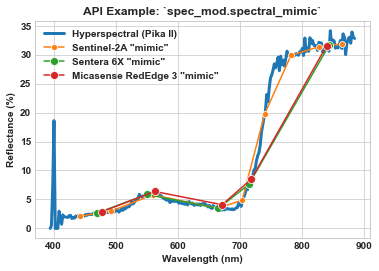 API Example: `spec_mod.spectral_mimic`
Hyperspectral (Pika II)
Sentinel-2A "mimic"
Sentera 6X "mimic"
Micasense RedEdge 3 "mimic"
Reflectance (%)
35
30
25
20
15
10
5
0
400 500 600 700 800 900
Wavelength (nm)